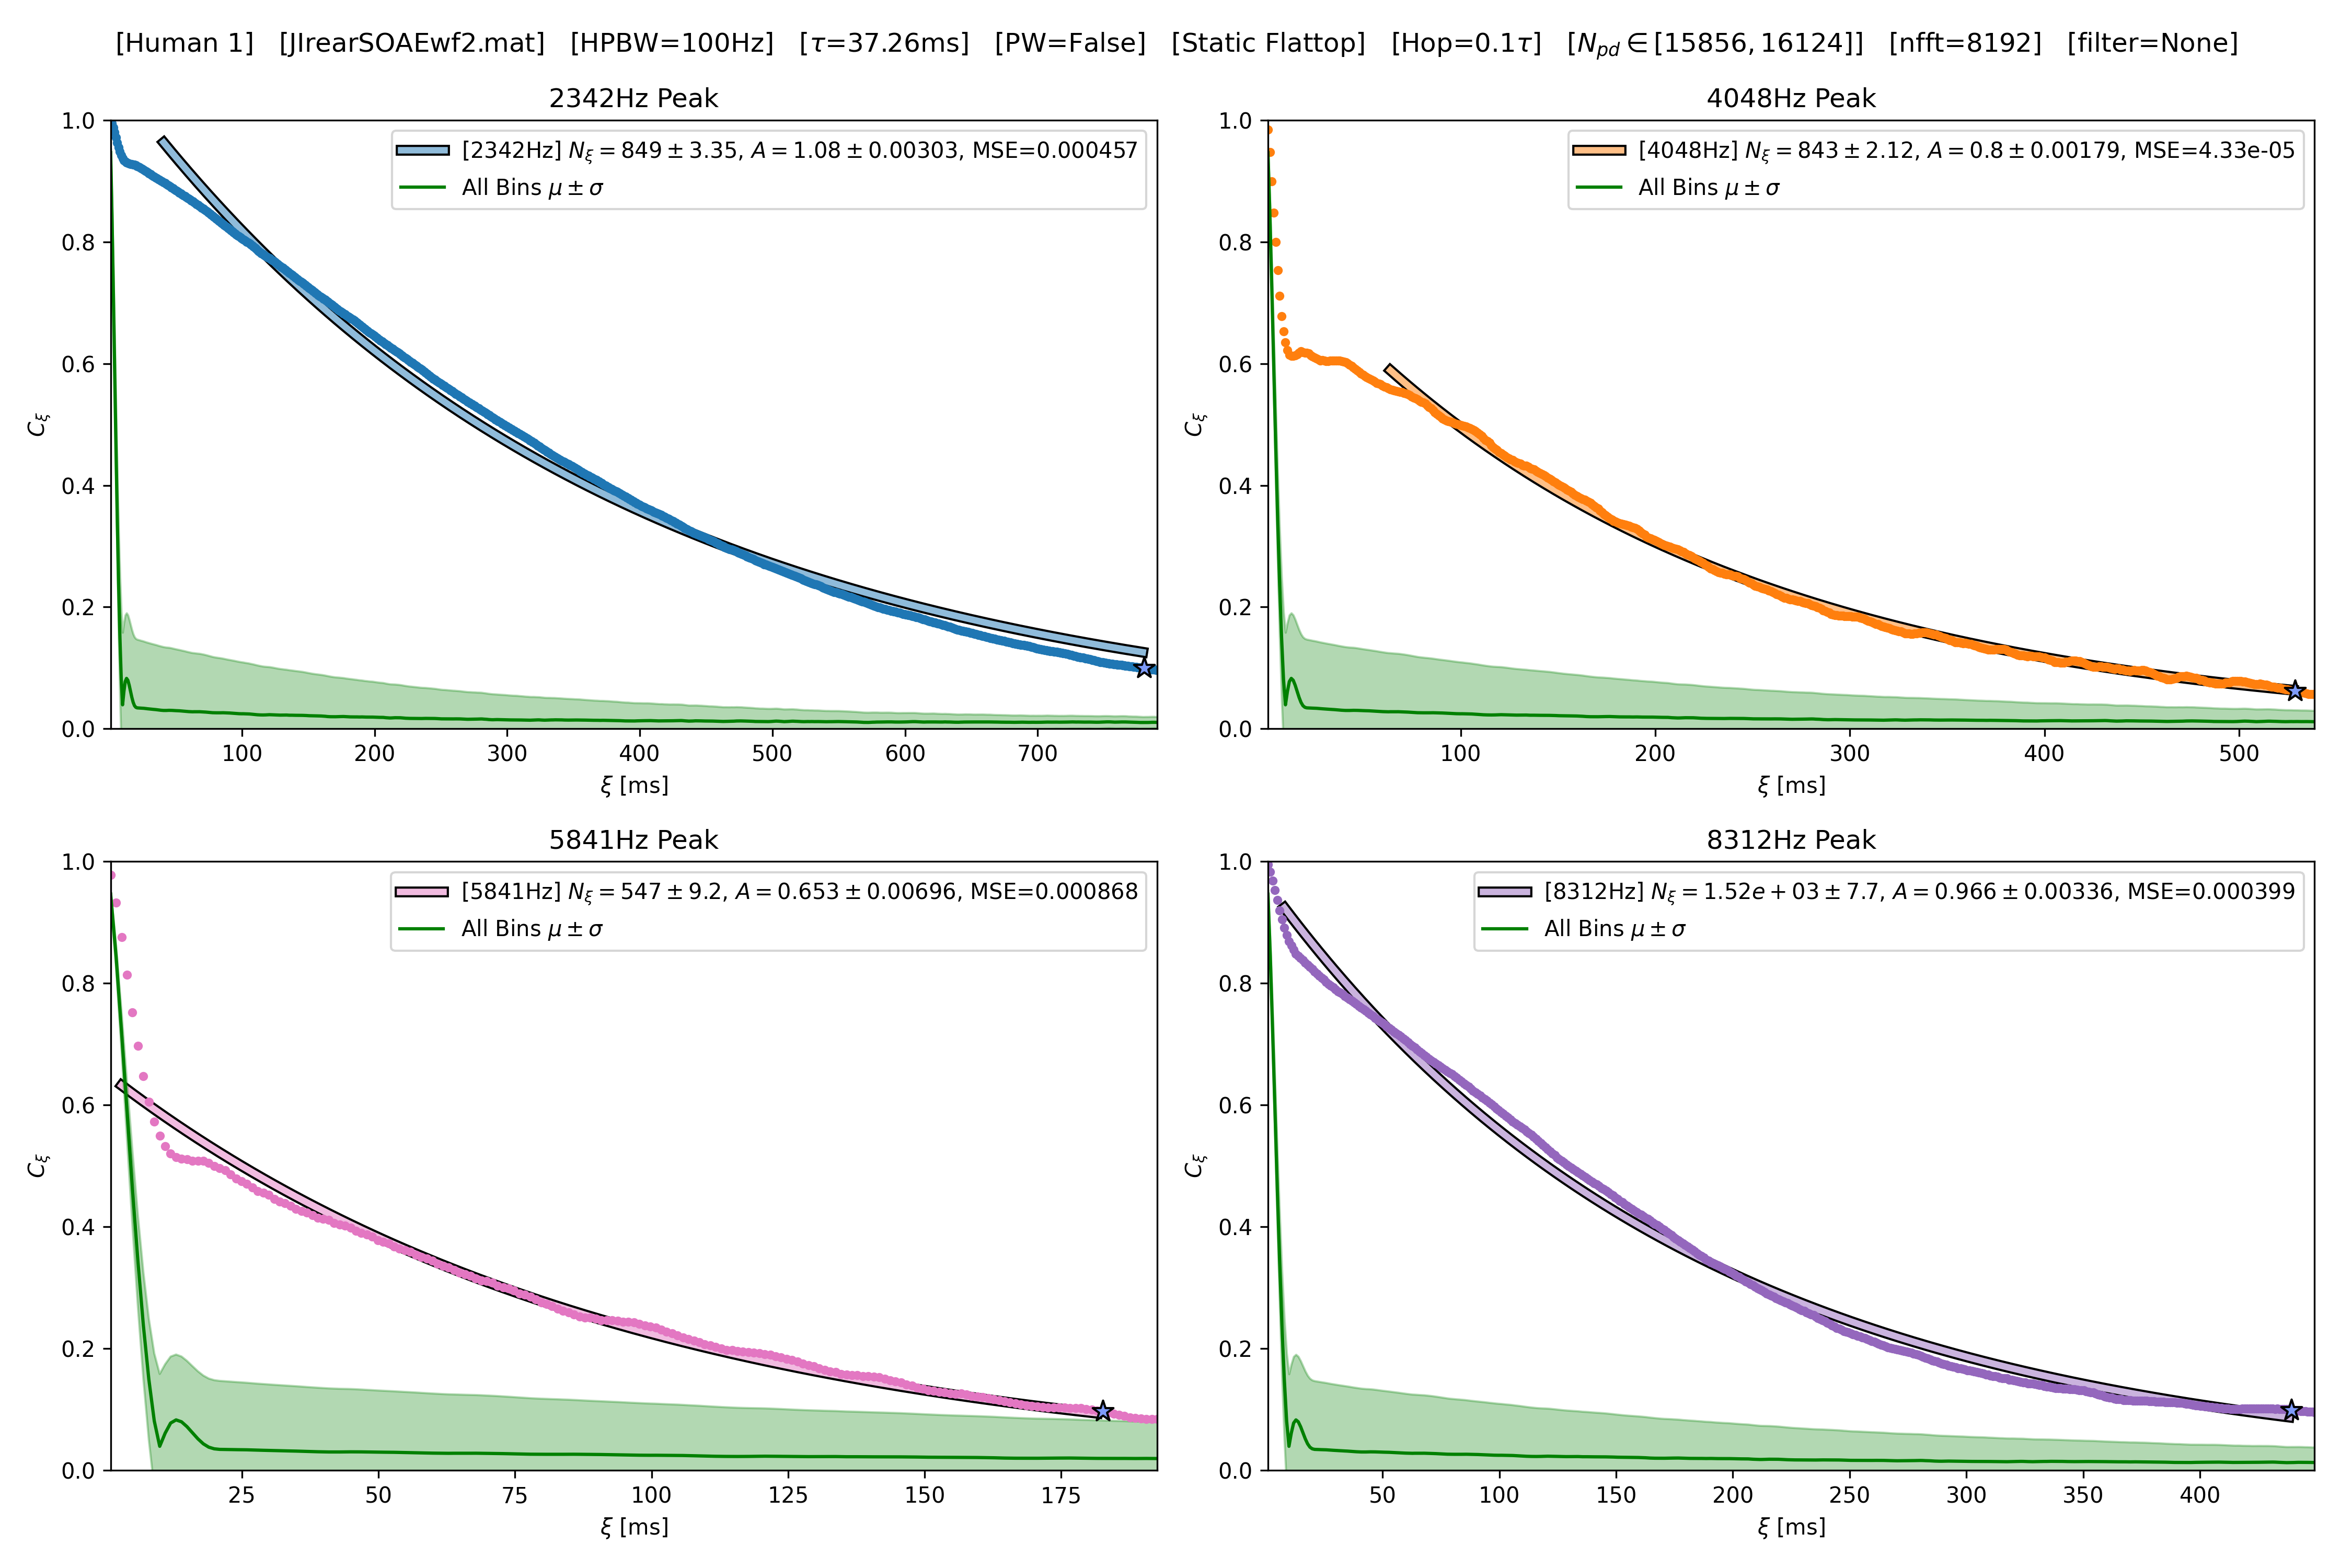 [Human 1] [JIrearSOAEwf2.mat] [HPBW=100Hz] [τ=37.26ms] [PW=False] [Static Flattop] [Hop=0.1τ] [N_pd ∈ [15856, 16124]] [nfft=8192] [filter=None]
2342Hz Peak
[2342Hz] N_ξ = 849 ± 3.35, A = 1.08 ± 0.00303, MSE=0.000457
All Bins μ ± σ
1.0
0.8
0.6
0.4
0.2
0.0
C_ξ
100 200 300 400 500 600 700
ξ [ms]
4048Hz Peak
[4048Hz] N_ξ = 843 ± 2.12, A = 0.8 ± 0.00179, MSE=4.33e-05
All Bins μ ± σ
1.0
0.8
0.6
0.4
0.2
0.0
C_ξ
100 200 300 400 500
ξ [ms]
5841Hz Peak
[5841Hz] N_ξ = 547 ± 9.2, A = 0.653 ± 0.00696, MSE=0.000868
All Bins μ ± σ
1.0
0.8
0.6
0.4
0.2
0.0
C_ξ
25 50 75 100 125 150 175
ξ [ms]
8312Hz Peak
[8312Hz] N_ξ = 1.52e + 03 ± 7.7, A = 0.966 ± 0.00336, MSE=0.000399
All Bins μ ± σ
1.0
0.8
0.6
0.4
0.2
0.0
C_ξ
50 100 150 200 250 300 350 400
ξ [ms]